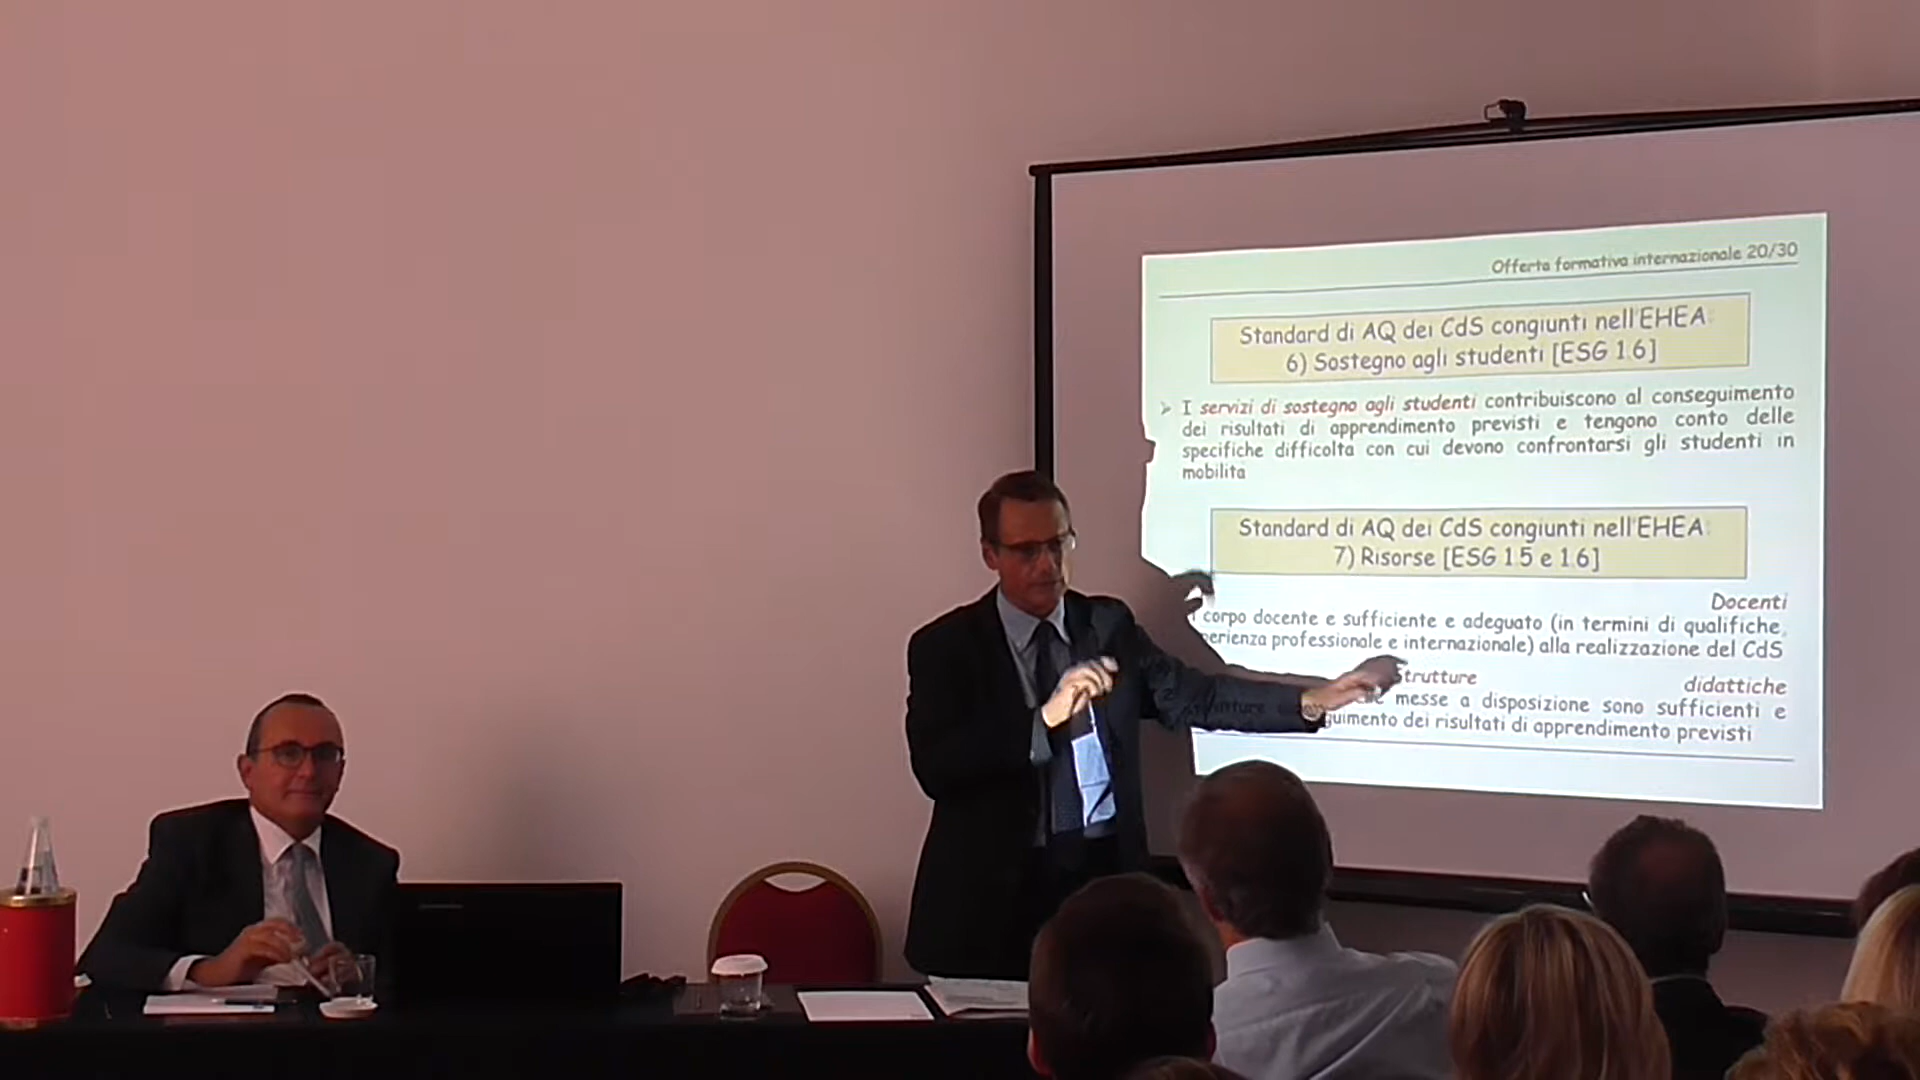 Offerta formativa internazionale 20/30
Standard di AQ dei CdS congiunti nell'EHEA:
6) Sostegno agli studenti [ESG 1.6]
➢ I servizi di sostegno agli studenti contribuiscono al conseguimento
dei risultati di apprendimento previsti e tengono conto delle
specifiche difficoltà con cui devono confrontarsi gli studenti in
mobilità
Standard di AQ dei CdS congiunti nell'EHEA:
7) Risorse [ESG 1.5 e 1.6]
Docenti
corpo docente è sufficiente e adeguato (in termini di qualifiche,
perienza professionale e internazionale) alla realizzazione del CdS
Strutture didattiche
messe a disposizione sono sufficienti e
guimento dei risultati di apprendimento previsti